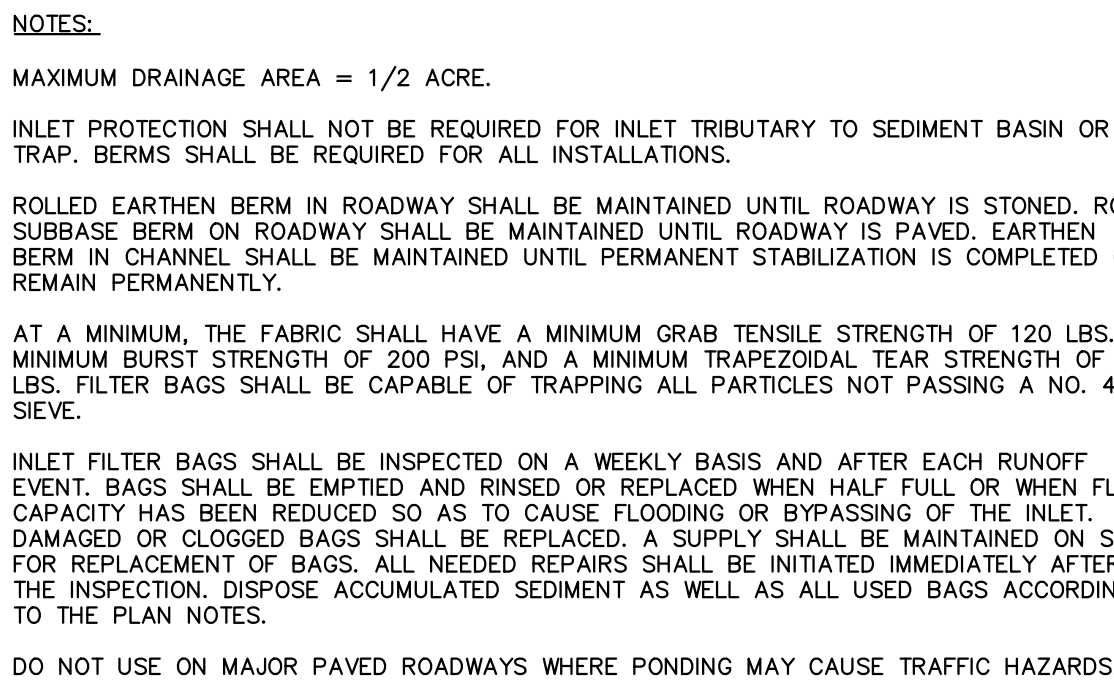 NOTES:
MAXIMUM DRAINAGE AREA = 1/2 ACRE.
INLET PROTECTION SHALL NOT BE REQUIRED FOR INLET TRIBUTARY TO SEDIMENT BASIN OR
TRAP. BERMS SHALL BE REQUIRED FOR ALL INSTALLATIONS.
ROLLED EARTHEN BERM IN ROADWAY SHALL BE MAINTAINED UNTIL ROADWAY IS STONED.
SUBBASE BERM ON ROADWAY SHALL BE MAINTAINED UNTIL ROADWAY IS PAVED. EARTHEN
BERM IN CHANNEL SHALL BE MAINTAINED UNTIL PERMANENT STABILIZATION IS COMPLETED
REMAIN PERMANENTLY.
AT A MINIMUM, THE FABRIC SHALL HAVE A MINIMUM GRAB TENSILE STRENGTH OF 120 LBS.
MINIMUM BURST STRENGTH OF 200 PSI, AND A MINIMUM TRAPEZOIDAL TEAR STRENGTH OF
LBS. FILTER BAGS SHALL BE CAPABLE OF TRAPPING ALL PARTICLES NOT PASSING A NO.
SIEVE.
INLET FILTER BAGS SHALL BE INSPECTED ON A WEEKLY BASIS AND AFTER EACH RUNOFF
EVENT. BAGS SHALL BE EMPTIED AND RINSED OR REPLACED WHEN HALF FULL OR WHEN
CAPACITY HAS BEEN REDUCED SO AS TO CAUSE FLOODING OR BYPASSING OF THE INLET.
DAMAGED OR CLOGGED BAGS SHALL BE REPLACED. A SUPPLY SHALL BE MAINTAINED ON
FOR REPLACEMENT OF BAGS. ALL NEEDED REPAIRS SHALL BE INITIATED IMMEDIATELY AFTER
THE INSPECTION. DISPOSE ACCUMULATED SEDIMENT AS WELL AS ALL USED BAGS
TO THE PLAN NOTES.
DO NOT USE ON MAJOR PAVED ROADWAYS WHERE PONDING MAY CAUSE TRAFFIC HAZARDS